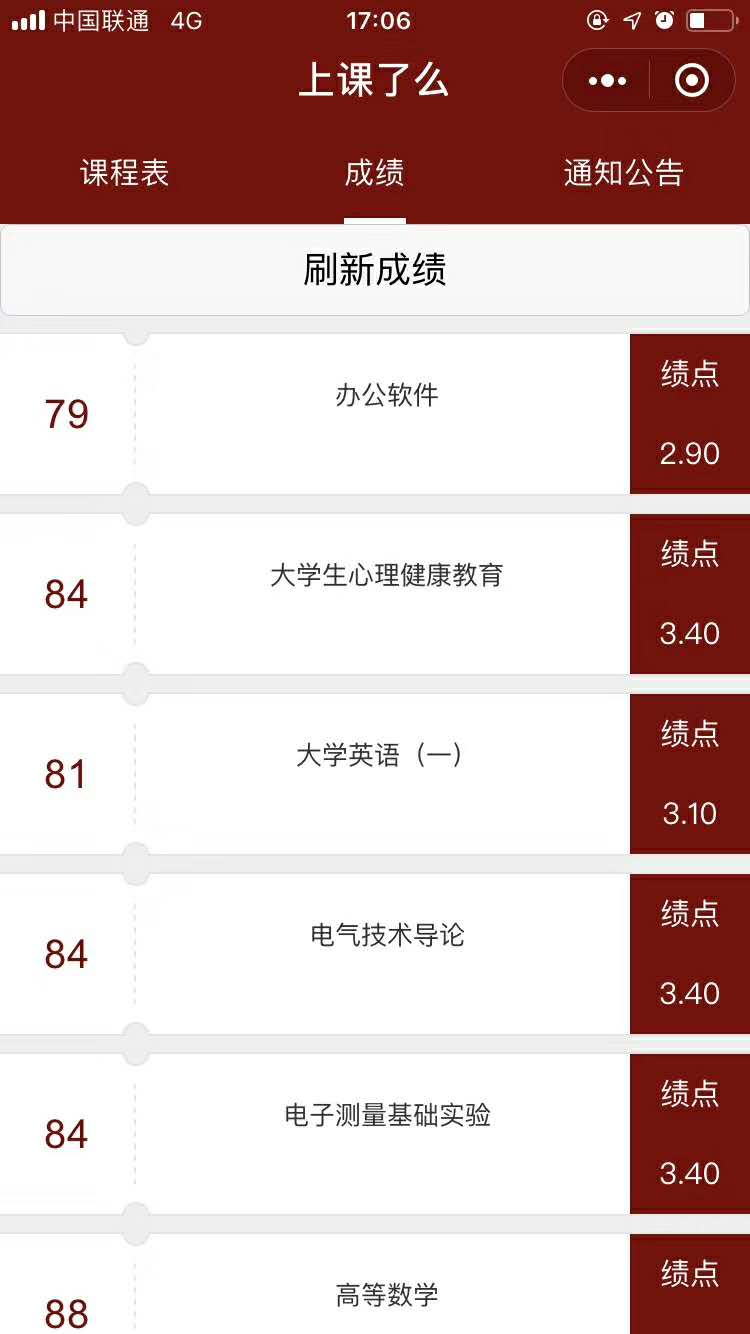 中国联通 4G 17:06
上课了么
课程表 成绩 通知公告
刷新成绩
79 办公软件 绩点 2.90
84 大学生心理健康教育 绩点 3.40
81 大学英语（一） 绩点 3.10
84 电气技术导论 绩点 3.40
84 电子测量基础实验 绩点 3.40
88 高等数学 绩点